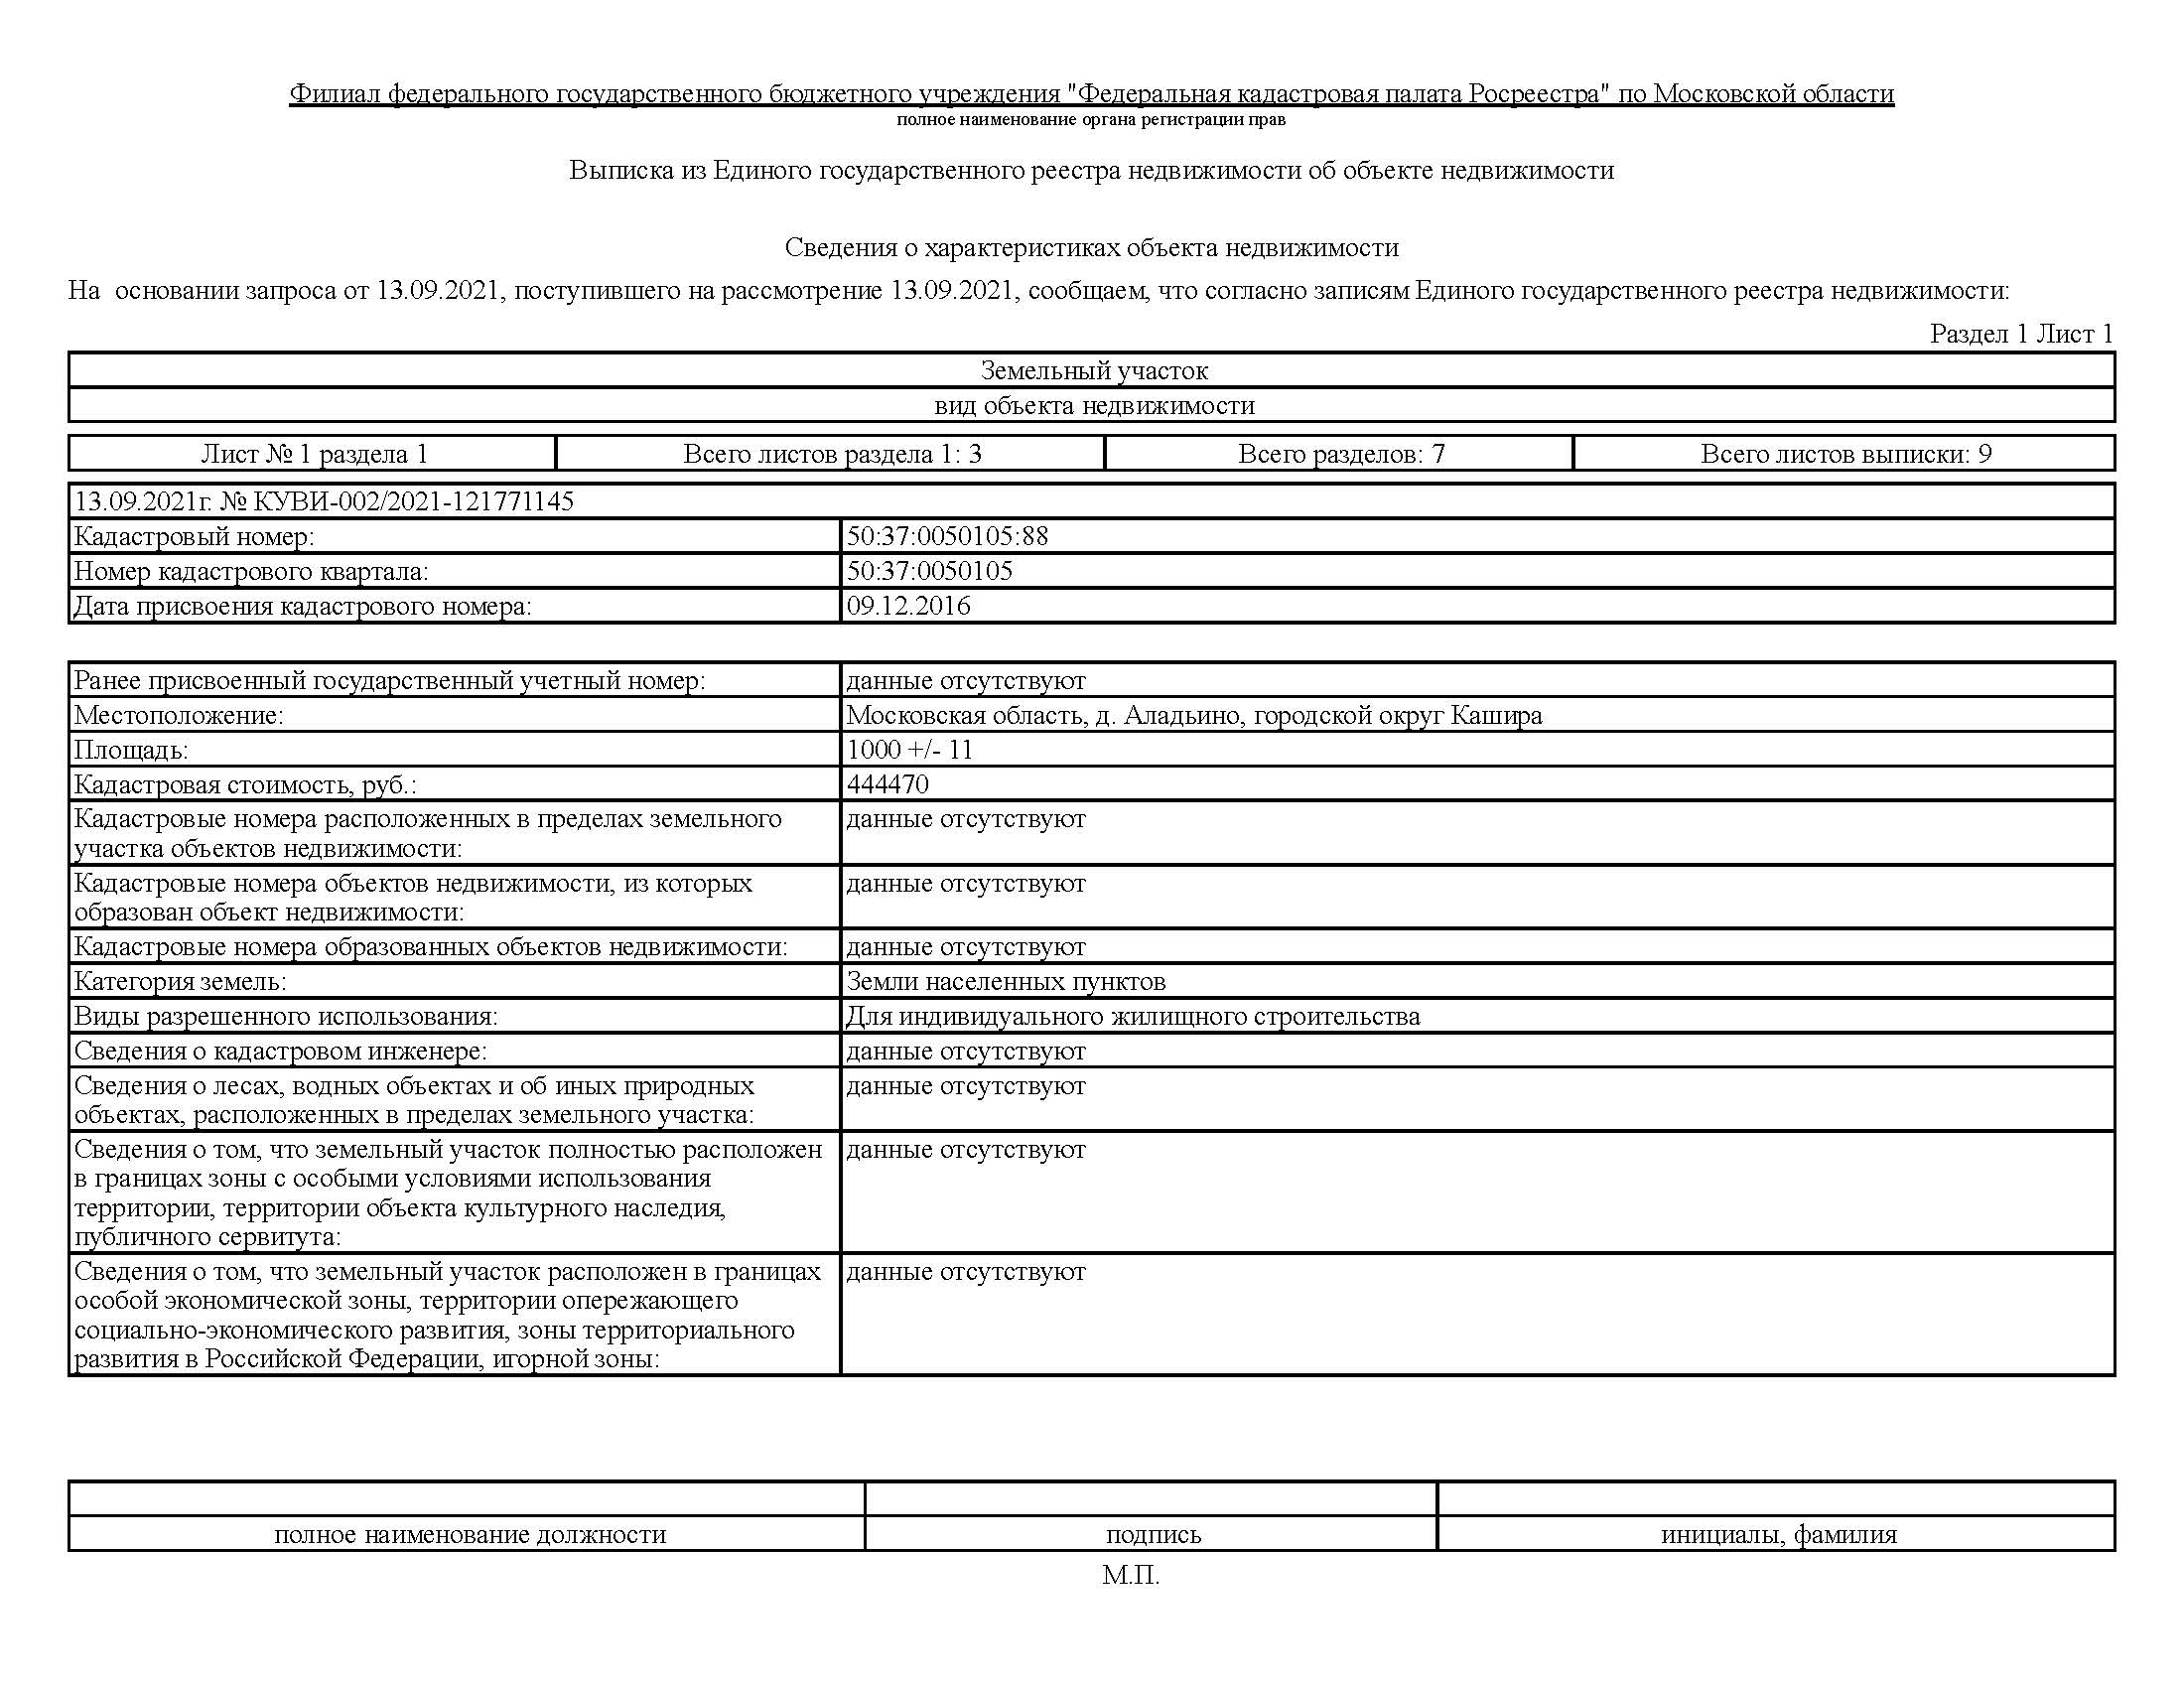 Филиал федерального государственного бюджетного учреждения "Федеральная кадастровая палата Росреестра" по Московской области
полное наименование органа регистрации прав
Выписка из Единого государственного реестра недвижимости об объекте недвижимости
Сведения о характеристиках объекта недвижимости
На основании запроса от 13.09.2021, поступившего на рассмотрение 13.09.2021, сообщаем, что согласно записям Единого государственного реестра недвижимости:
Раздел 1 Лист 1
Земельный участок
вид объекта недвижимости
Лист № 1 раздела 1 Всего листов раздела 1: 3 Всего разделов: 7 Всего листов выписки: 9
13.09.2021г. № КУВИ-002/2021-121771145
Кадастровый номер: 50:37:0050105:88
Номер кадастрового квартала: 50:37:0050105
Дата присвоения кадастрового номера: 09.12.2016
Ранее присвоенный государственный учетный номер: данные отсутствуют
Местоположение: Московская область, д. Аладьино, городской округ Кашира
Площадь: 1000 +/- 11
Кадастровая стоимость, руб.: 444470
Кадастровые номера расположенных в пределах земельного данные отсутствуют
участка объектов недвижимости:
Кадастровые номера объектов недвижимости, из которых данные отсутствуют
образован объект недвижимости:
Кадастровые номера образованных объектов недвижимости: данные отсутствуют
Категория земель: Земли населенных пунктов
Виды разрешенного использования: Для индивидуального жилищного строительства
Сведения о кадастровом инженере: данные отсутствуют
Сведения о лесах, водных объектах и об иных природных данные отсутствуют
объектах, расположенных в пределах земельного участка:
Сведения о том, что земельный участок полностью расположен данные отсутствуют
в границах зоны с особыми условиями использования
территории, территории объекта культурного наследия,
публичного сервитута:
Сведения о том, что земельный участок расположен в границах данные отсутствуют
особой экономической зоны, территории опережающего
социально-экономического развития, зоны территориального
развития в Российской Федерации, игорной зоны:
полное наименование должности подпись инициалы, фамилия
М.П.